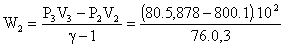 W₂ = (P₃V₃ − P₂V₂)/(γ − 1) = ((80.5,878 − 800.1)10²)/(76.0,3)